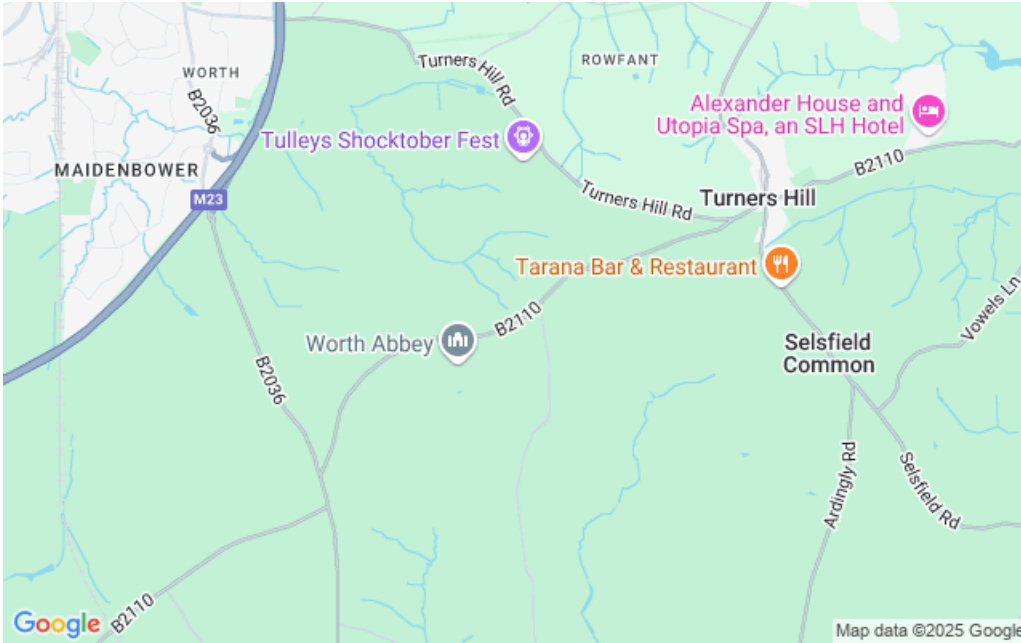 Turners Hill Rd
ROWFANT
WORTH
B2036
Alexander House and
Utopia Spa, an SLH Hotel
Tulleys Shocktober Fest
MAIDENBOWER
B2110
M23
Turners Hill Rd
Turners Hill
Tarana Bar & Restaurant
Vowels Ln
B2110
Worth Abbey
Selsfield
Common
B2036
Ardingly Rd
Selsfield Rd
B2110
Google
Map data ©2025 Google